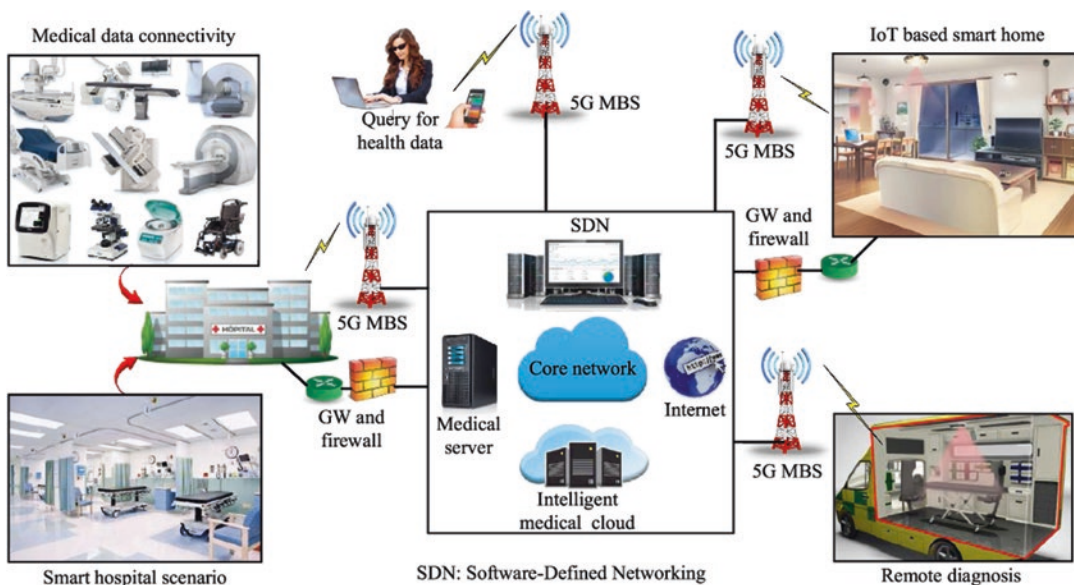 Medical data connectivity
IoT based smart home
5G MBS
Query for
health data
5G MBS
SDN
GW and
firewall
5G MBS
HÔPITAL
Core network
Medical
server
http://
Internet
GW and
firewall
Intelligent
medical cloud
5G MBS
Smart hospital scenario
SDN: Software-Defined Networking
Remote diagnosis